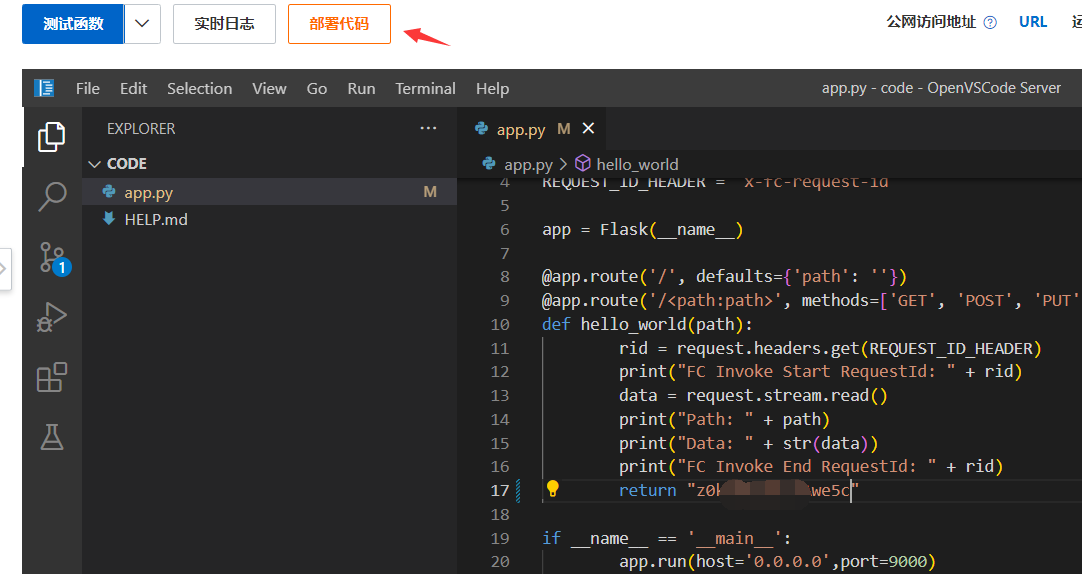 测试函数 实时日志 部署代码 公网访问地址 URL
File Edit Selection View Go Run Terminal Help app.py - code - OpenVSCode Server
EXPLORER
CODE
app.py M
HELP.md
1
app.py M
app.py > hello_world
4 REQUEST_ID_HEADER = 'x-fc-request-id'
5
6 app = Flask(__name__)
7
8 @app.route('/', defaults={'path': ''})
9 @app.route('/<path:path>', methods=['GET', 'POST', 'PUT'
10 def hello_world(path):
11 rid = request.headers.get(REQUEST_ID_HEADER)
12 print("FC Invoke Start RequestId: " + rid)
13 data = request.stream.read()
14 print("Path: " + path)
15 print("Data: " + str(data))
16 print("FC Invoke End RequestId: " + rid)
17 return "z0 we5c"
18
19 if __name__ == '__main__':
20 app.run(host='0.0.0.0',port=9000)